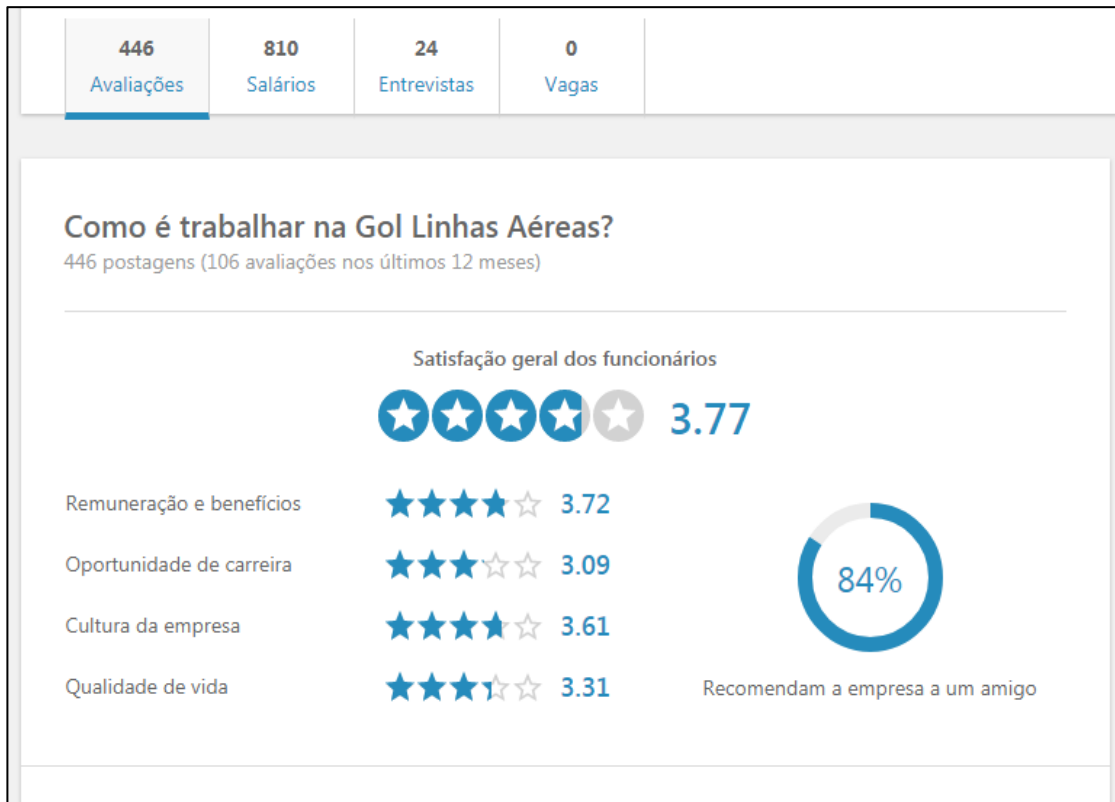 446 810 24 0
Avaliações Salários Entrevistas Vagas
Como é trabalhar na Gol Linhas Aéreas?
446 postagens (106 avaliações nos últimos 12 meses)
Satisfação geral dos funcionários
3.77
Remuneração e benefícios 3.72
Oportunidade de carreira 3.09
84%
Cultura da empresa 3.61
Qualidade de vida 3.31 Recomendam a empresa a um amigo